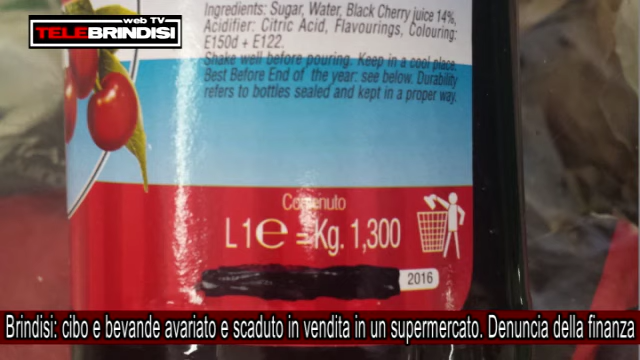 web TV
TELEBRINDISI
Ingredients: Sugar, Water, Black Cherry juice 14%,
Acidifier: Citric Acid, Flavourings, Colouring:
E150d + E122.
Shake well before pouring. Keep in a cool place.
Best Before End of the year: see below. Durability
refers to bottles sealed and kept in a proper way.
Contenuto
L1℮ = Kg. 1,300
2016
Brindisi: cibo e bevande avariato e scaduto in vendita in un supermercato. Denuncia della finanza